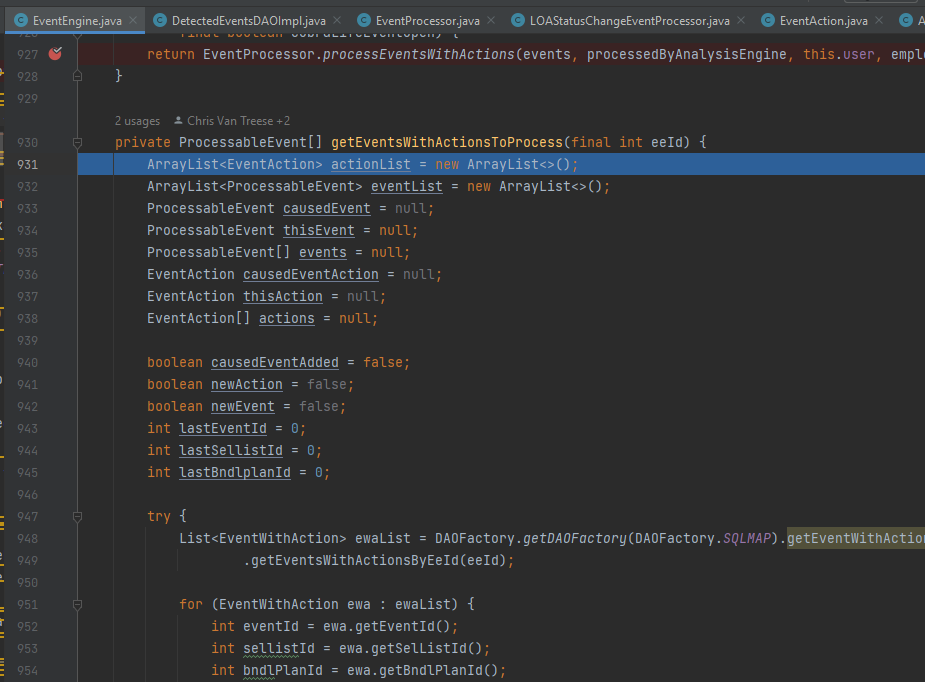 EventEngine.java DetectedEventsDAOImpl.java EventProcessor.java LOAStatusChangeEventProcessor.java EventAction.java
927 return EventProcessor.processEventsWithActions(events, processedByAnalysisEngine, this.user, empl
928 }
929
2 usages Chris Van Treese +2
930 private ProcessableEvent[] getEventsWithActionsToProcess(final int eeId) {
931 ArrayList<EventAction> actionList = new ArrayList<>();
932 ArrayList<ProcessableEvent> eventList = new ArrayList<>();
933 ProcessableEvent causedEvent = null;
934 ProcessableEvent thisEvent = null;
935 ProcessableEvent[] events = null;
936 EventAction causedEventAction = null;
937 EventAction thisAction = null;
938 EventAction[] actions = null;
939
940 boolean causedEventAdded = false;
941 boolean newAction = false;
942 boolean newEvent = false;
943 int lastEventId = 0;
944 int lastSellistId = 0;
945 int lastBndlplanId = 0;
946
947 try {
948 List<EventWithAction> ewaList = DAOFactory.getDAOFactory(DAOFactory.SQLMAP).getEventWithAction
949 .getEventsWithActionsByEeId(eeId);
950
951 for (EventWithAction ewa : ewaList) {
952 int eventId = ewa.getEventId();
953 int sellistId = ewa.getSelListId();
954 int bndlPlanId = ewa.getBndlPlanId();